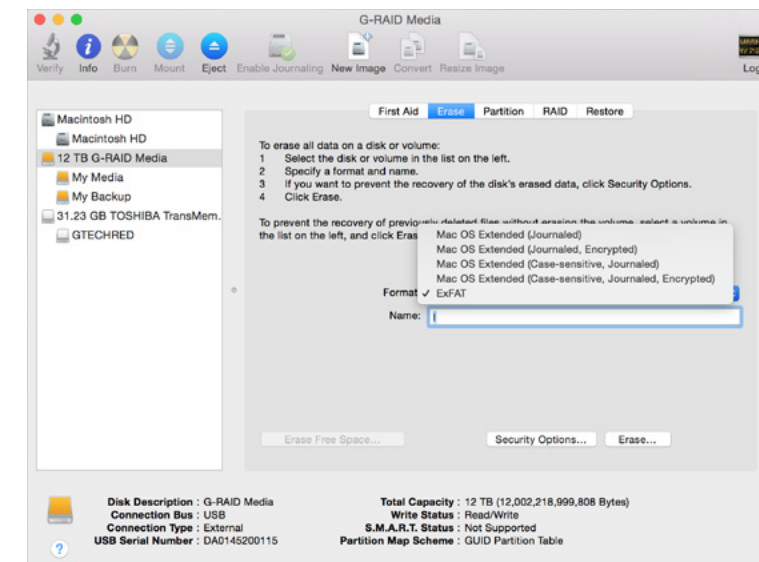 G-RAID Media
Verify Info Burn Mount Eject Enable Journaling New Image Convert Resize Image Log
First Aid Erase Partition RAID Restore
Macintosh HD
Macintosh HD
12 TB G-RAID Media
My Media
My Backup
31.23 GB TOSHIBA TransMem.
GTECHRED
To erase all data on a disk or volume:
1 Select the disk or volume in the list on the left.
2 Specify a format and name.
3 If you want to prevent the recovery of the disk's erased data, click Security Options.
4 Click Erase.
To prevent the recovery of previously deleted files without erasing the volume, select a volume in
the list on the left, and click Eras
Mac OS Extended (Journaled)
Mac OS Extended (Journaled, Encrypted)
Mac OS Extended (Case-sensitive, Journaled)
Mac OS Extended (Case-sensitive, Journaled, Encrypted)
Format ✓ ExFAT
Name:
Erase Free Space... Security Options... Erase...
Disk Description : G-RAID Media Total Capacity : 12 TB (12,002,218,999,808 Bytes)
Connection Bus : USB Write Status : Read/Write
Connection Type : External S.M.A.R.T. Status : Not Supported
USB Serial Number : DA0145200115 Partition Map Scheme : GUID Partition Table
?